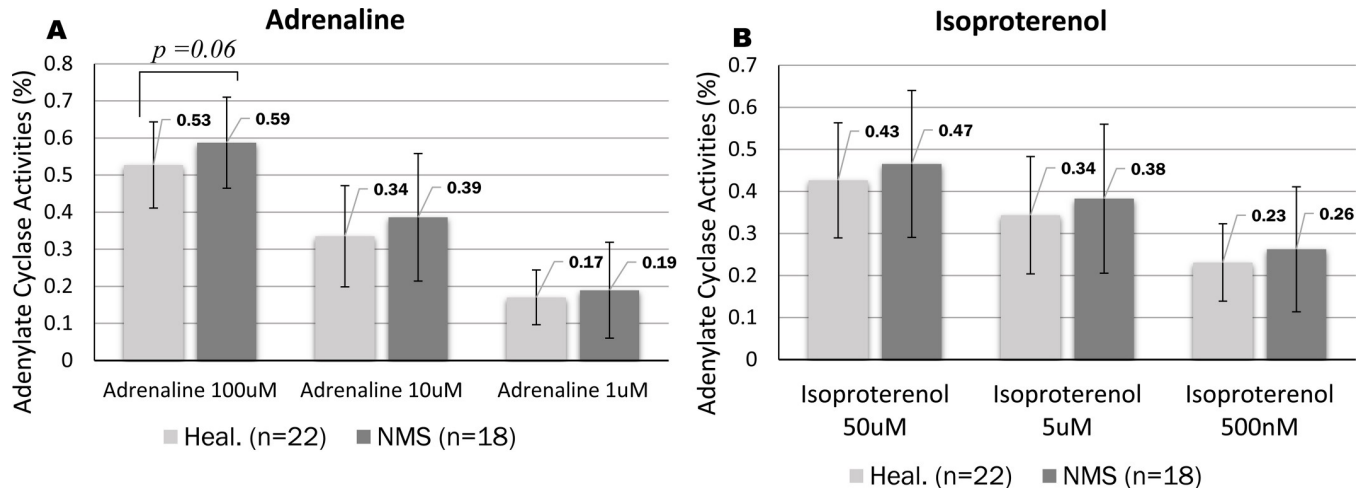 A
Adrenaline
p =0.06
Adenylate Cyclase Activities (%)
0.8
0.7
0.6
0.5
0.4
0.3
0.2
0.1
0
0.53
0.59
0.34
0.39
0.17
0.19
Adrenaline 100uM
Adrenaline 10uM
Adrenaline 1uM
Heal. (n=22)
NMS (n=18)
B
Isoproterenol
Adenylate Cyclase Activities (%)
0.7
0.6
0.5
0.4
0.3
0.2
0.1
0
0.43
0.47
0.34
0.38
0.23
0.26
Isoproterenol
50uM
Isoproterenol
5uM
Isoproterenol
500nM
Heal. (n=22)
NMS (n=18)